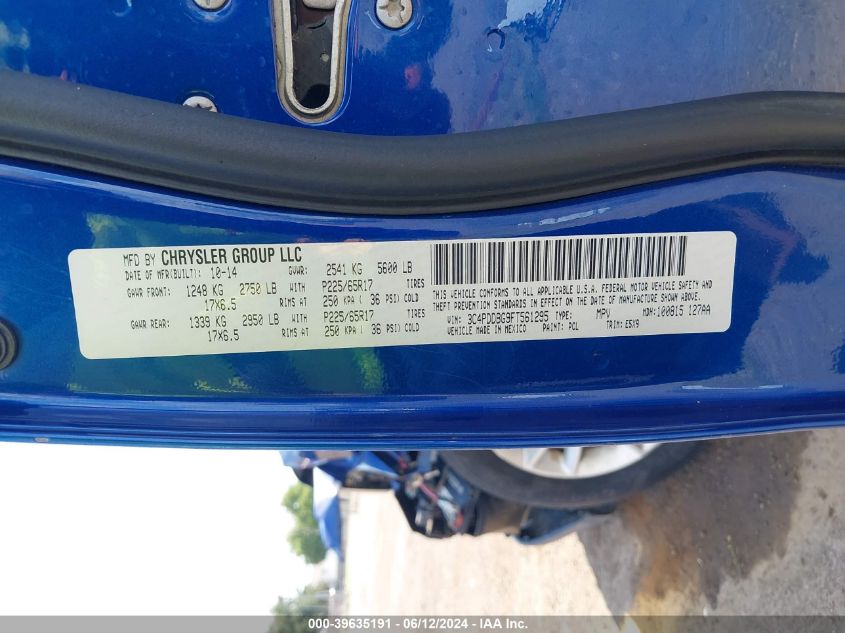 MFD BY CHRYSLER GROUP LLC
DATE OF MFR(BUILT): 10-14 GVWR: 2541 KG 5600 LB
GAWR FRONT: 1248 KG 2750 LB WITH P225/65R17 TIRES
17X6.5 RIMS AT 250 KPA ( 36 PSI) COLD
GAWR REAR: 1339 KG 2950 LB WITH P225/65R17 TIRES
17X6.5 RIMS AT 250 KPA ( 36 PSI) COLD
THIS VEHICLE CONFORMS TO ALL APPLICABLE U.S.A. FEDERAL MOTOR VEHICLE SAFETY AND
THEFT PREVENTION STANDARDS IN EFFECT ON THE DATE OF MANUFACTURE SHOWN ABOVE.
VIN: 3C4PDDBG9FT561295 TYPE: MPV MDH: 100815 127AA
VEHICLE MADE IN MEXICO PAINT: PCL TRIM: E5X9
000-39635191 - 06/12/2024 - IAA Inc.